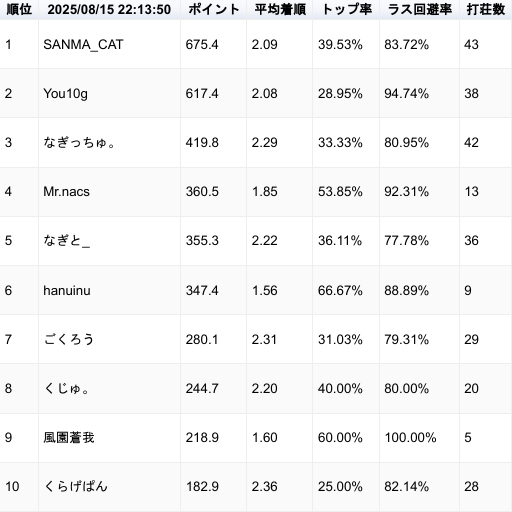 順位 2025/08/15 22:13:50 ポイント 平均着順 トップ率 ラス回避率 打荘数
1 SANMA_CAT 675.4 2.09 39.53% 83.72% 43
2 You10g 617.4 2.08 28.95% 94.74% 38
3 なぎっちゅ。 419.8 2.29 33.33% 80.95% 42
4 Mr.nacs 360.5 1.85 53.85% 92.31% 13
5 なぎと_ 355.3 2.22 36.11% 77.78% 36
6 hanuinu 347.4 1.56 66.67% 88.89% 9
7 ごくろう 280.1 2.31 31.03% 79.31% 29
8 くじゅ。 244.7 2.20 40.00% 80.00% 20
9 風園蒼我 218.9 1.60 60.00% 100.00% 5
10 くらげぱん 182.9 2.36 25.00% 82.14% 28